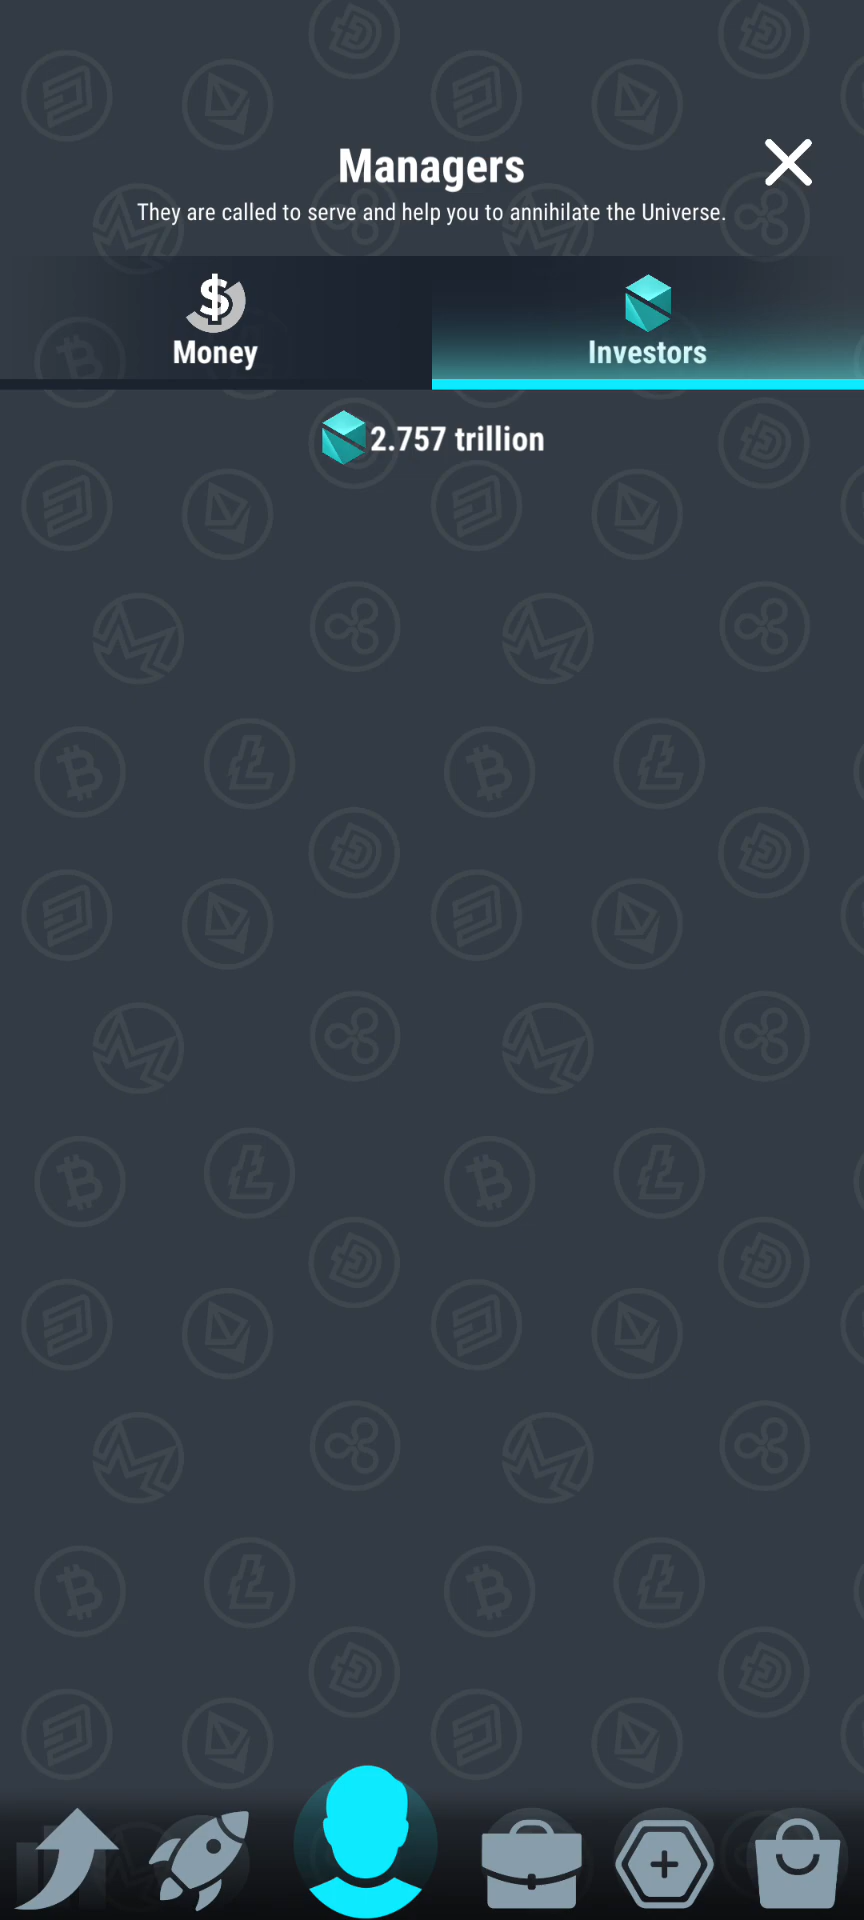 Managers
They are called to serve and help you to annihilate the Universe.
Money
Investors
2.757 trillion